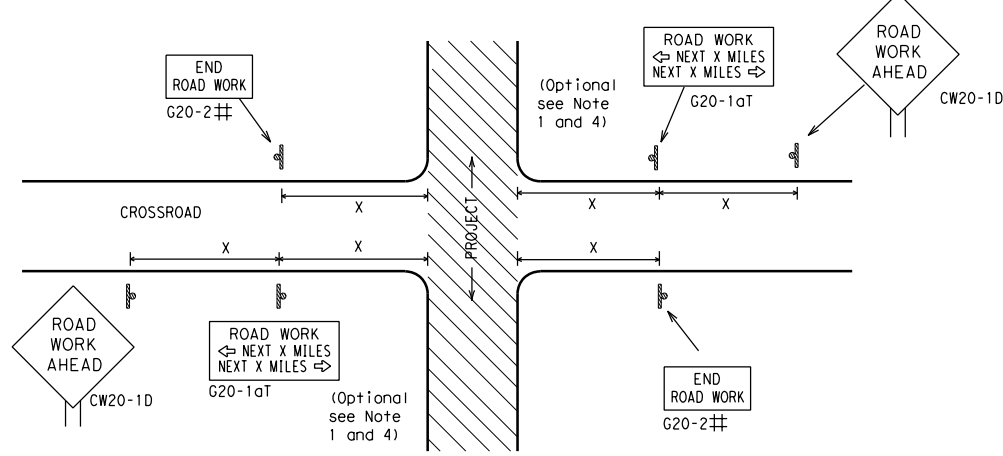 ROAD WORK
⇦ NEXT X MILES
NEXT X MILES ⇨
G20-1aT
ROAD
WORK
AHEAD
CW20-1D
END
ROAD WORK
G20-2#
(Optional
see Note
1 and 4)
X
X
X
CROSSROAD
PROJECT
X
X
X
ROAD
WORK
AHEAD
CW20-1D
ROAD WORK
⇦ NEXT X MILES
NEXT X MILES ⇨
G20-1aT
(Optional
see Note
1 and 4)
END
ROAD WORK
G20-2#